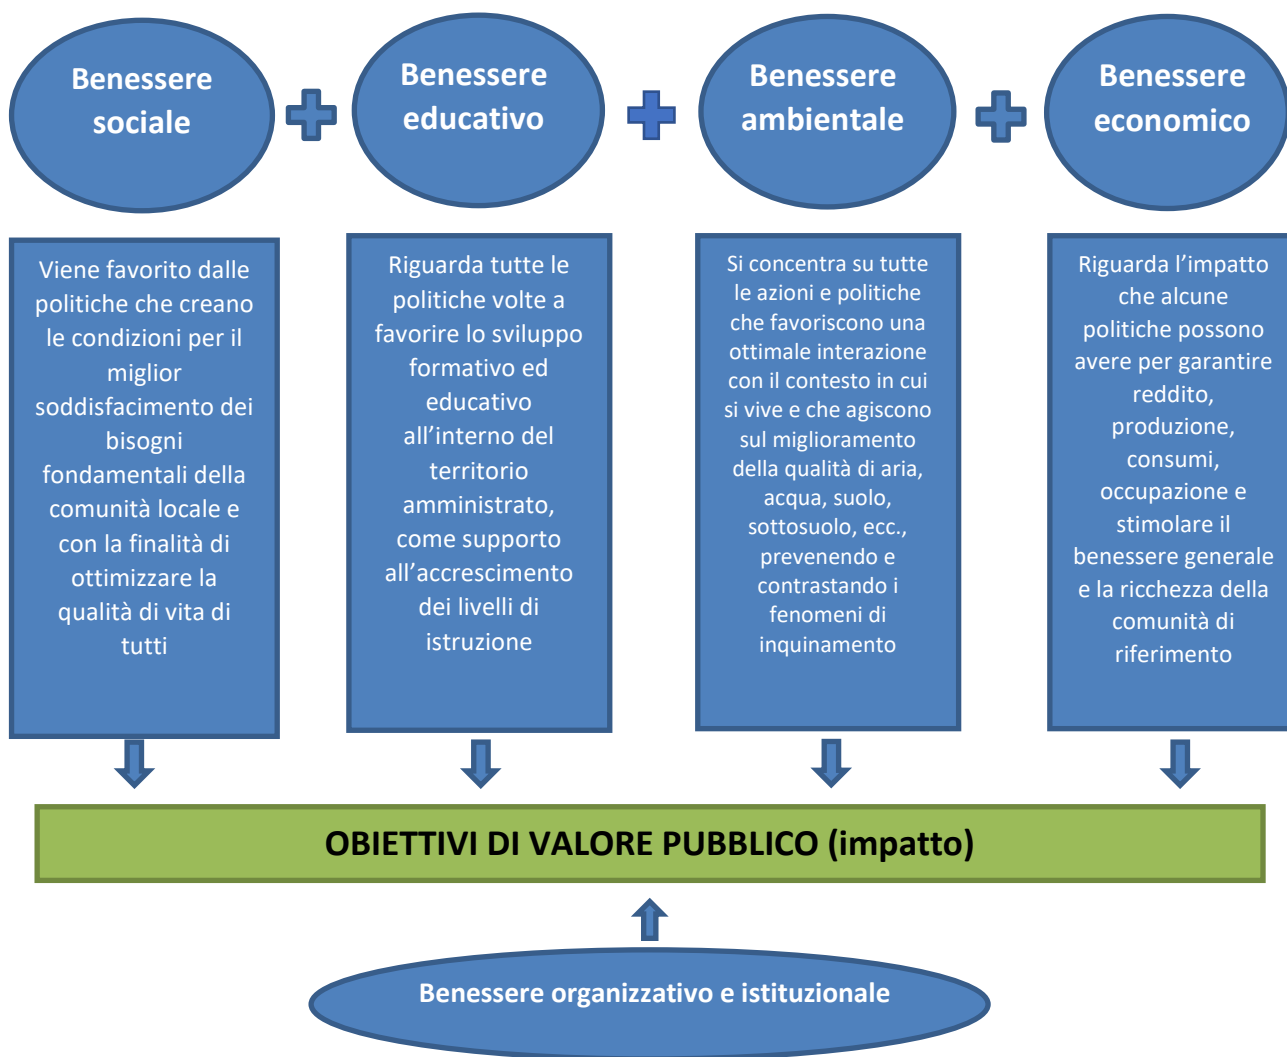 Benessere
sociale
Benessere
educativo
Benessere
ambientale
Benessere
economico
Viene favorito dalle
politiche che creano
le condizioni per il
miglior
soddisfacimento dei
bisogni
fondamentali della
comunità locale e
con la finalità di
ottimizzare la
qualità di vita di
tutti
Riguarda tutte le
politiche volte a
favorire lo sviluppo
formativo ed
educativo
all’interno del
territorio
amministrato,
come supporto
all’accrescimento
dei livelli di
istruzione
Si concentra su tutte
le azioni e politiche
che favoriscono una
ottimale interazione
con il contesto in cui
si vive e che agiscono
sul miglioramento
della qualità di aria,
acqua, suolo,
sottosuolo, ecc.,
prevenendo e
contrastando i
fenomeni di
inquinamento
Riguarda l’impatto
che alcune
politiche possono
avere per garantire
reddito,
produzione,
consumi,
occupazione e
stimolare il
benessere generale
e la ricchezza della
comunità di
riferimento
OBIETTIVI DI VALORE PUBBLICO (impatto)
Benessere organizzativo e istituzionale